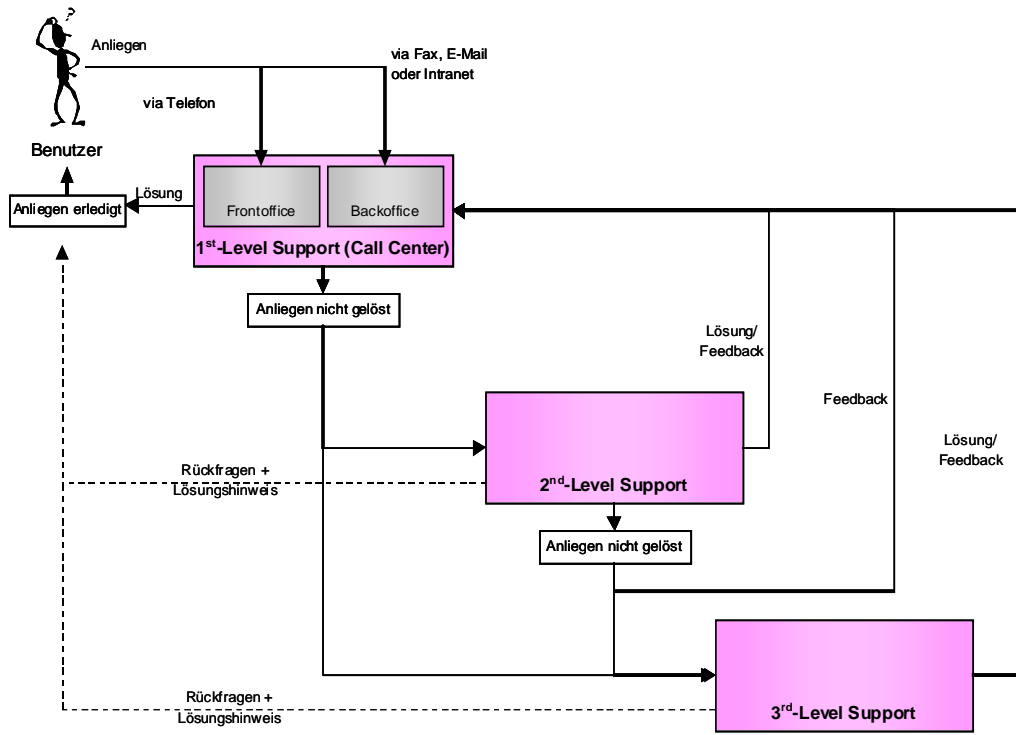 ?
Anliegen
via Fax, E-Mail
oder Intranet
via Telefon
Benutzer
Anliegen erledigt
Lösung
Frontoffice
Backoffice
1st-Level Support (Call Center)
Anliegen nicht gelöst
Lösung/
Feedback
Feedback
Lösung/
Feedback
Rückfragen +
Lösungshinweis
2nd-Level Support
Anliegen nicht gelöst
Rückfragen +
Lösungshinweis
3rd-Level Support